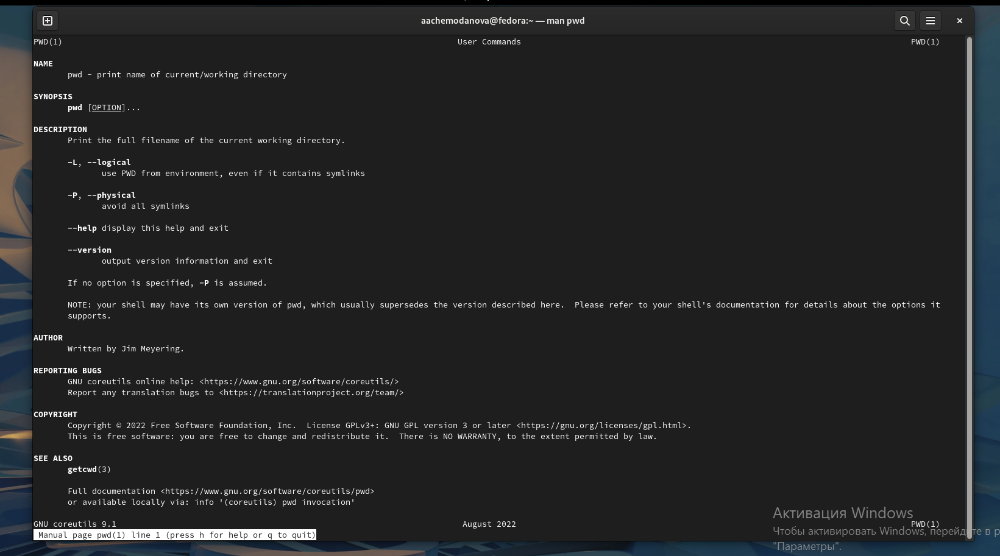 aachemodanova@fedora:~ — man pwd
PWD(1) User Commands PWD(1)
NAME
pwd - print name of current/working directory
SYNOPSIS
pwd [OPTION]...
DESCRIPTION
Print the full filename of the current working directory.
-L, --logical
use PWD from environment, even if it contains symlinks
-P, --physical
avoid all symlinks
--help display this help and exit
--version
output version information and exit
If no option is specified, -P is assumed.
NOTE: your shell may have its own version of pwd, which usually supersedes the version described here.  Please refer to your shell's documentation for details about the options it
supports.
AUTHOR
Written by Jim Meyering.
REPORTING BUGS
GNU coreutils online help: <https://www.gnu.org/software/coreutils/>
Report any translation bugs to <https://translationproject.org/team/>
COPYRIGHT
Copyright © 2022 Free Software Foundation, Inc.  License GPLv3+: GNU GPL version 3 or later <https://gnu.org/licenses/gpl.html>.
This is free software: you are free to change and redistribute it.  There is NO WARRANTY, to the extent permitted by law.
SEE ALSO
getcwd(3)
Full documentation <https://www.gnu.org/software/coreutils/pwd>
or available locally via: info '(coreutils) pwd invocation'
GNU coreutils 9.1 August 2022 PWD(1)
Manual page pwd(1) line 1 (press h for help or q to quit)
Активация Windows
Чтобы активировать Windows, перейдите в р
"Параметры".